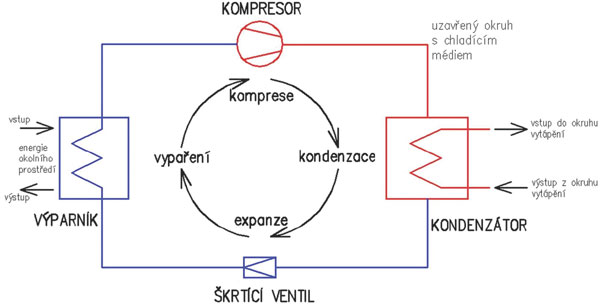 KOMPRESOR
uzavřený okruh
s chladícím
médiem
komprese
vstup
energie
okolního
prostředí
výstup
vypaření
kondenzace
vstup do okruhu
vytápění
výstup z okruhu
vytápění
expanze
VÝPARNÍK
KONDENZÁTOR
ŠKRTÍCÍ VENTIL